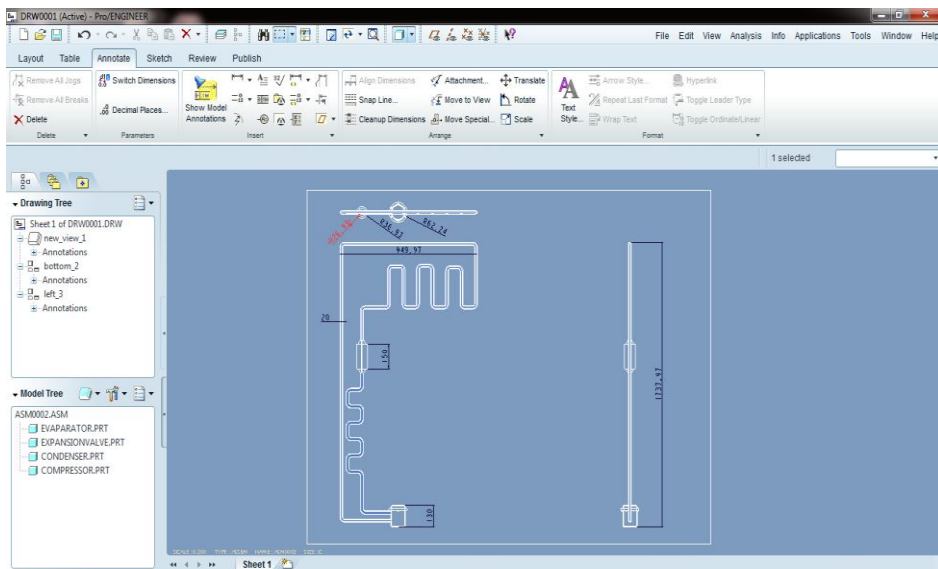 DRW0001 (Active) - Pro/ENGINEER
File Edit View Analysis Info Applications Tools Window Help
Layout Table Annotate Sketch Review Publish
Remove All Jogs
Remove All Breaks
Delete
Delete
Switch Dimensions
Decimal Places...
Parameters
Show Model
Annotations
Insert
Align Dimensions
Snap Line...
Cleanup Dimensions
Attachment...
Move to View
Move Special...
Translate
Rotate
Scale
Arrange
Text
Style...
Arrow Style...
Repeat Last Format
Wrap Text
Hyperlink
Toggle Leader Type
Toggle Ordinate/Linear
Format
1 selected
Drawing Tree
Sheet 1 of DRW0001.DRW
new_view_1
Annotations
bottom_2
Annotations
left_3
Annotations
Model Tree
ASM0002.ASM
EVAPARATOR.PRT
EXPANSIONVALVE.PRT
CONDENSER.PRT
COMPRESSOR.PRT
949.97
20
150
130
1737.97
Sheet 1